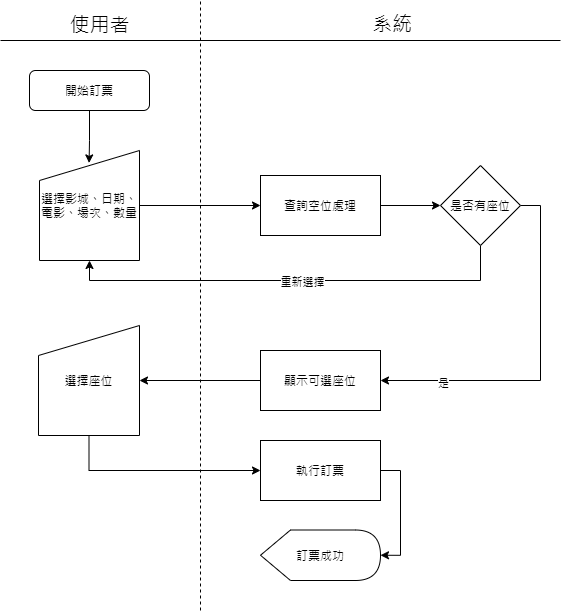 使用者
系統
開始訂票
選擇影城、日期、
電影、場次、數量
查詢空位處理
是否有座位
重新選擇
選擇座位
顯示可選座位
是
執行訂票
訂票成功